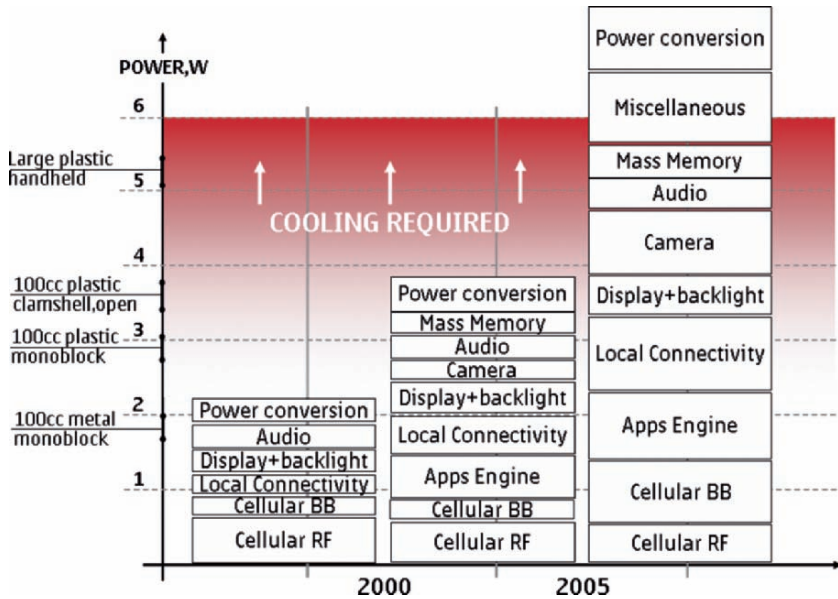 POWER,W
6
5
4
3
2
1
Large plastic
handheld
100cc plastic
clamshell,open
100cc plastic
monoblock
100cc metal
monoblock
COOLING REQUIRED
Power conversion
Audio
Display+backlight
Local Connectivity
Cellular BB
Cellular RF
Power conversion
Mass Memory
Audio
Camera
Display+backlight
Local Connectivity
Apps Engine
Cellular BB
Cellular RF
Power conversion
Miscellaneous
Mass Memory
Audio
Camera
Display+backlight
Local Connectivity
Apps Engine
Cellular BB
Cellular RF
2000
2005